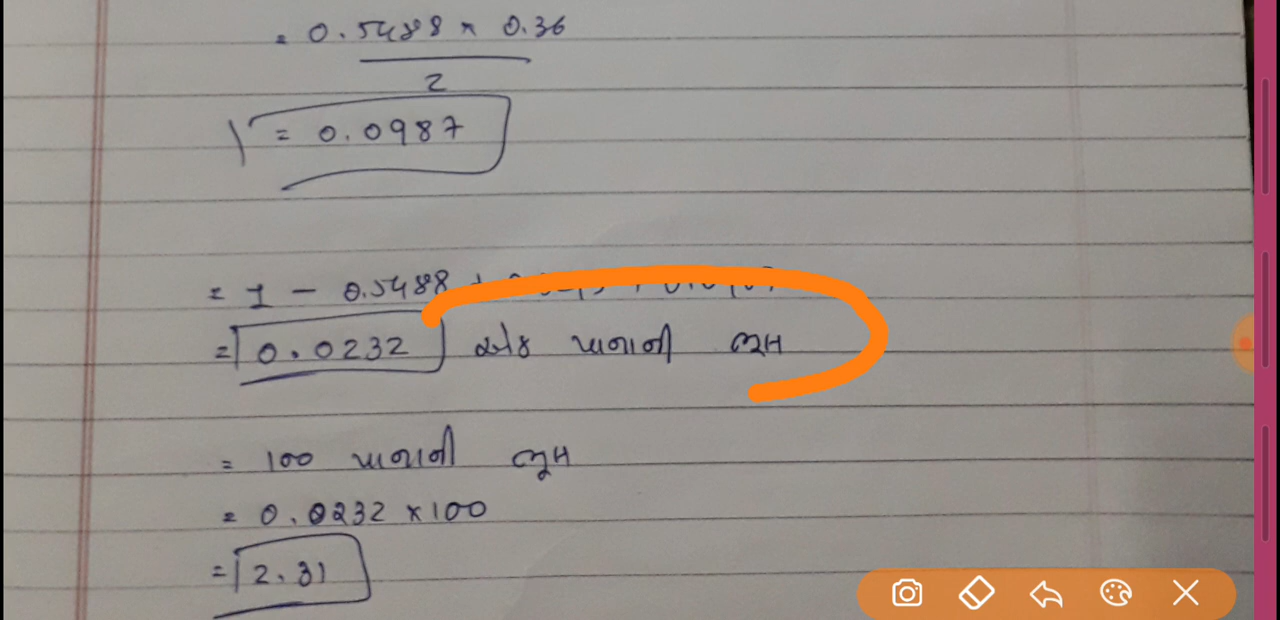 = 0.5488 × 0.36
2
= 0.0987
= 1 - 0.5488 +
= 0.0232 એક પાનાની ભૂલ
= 100 પાનાની ભૂલ
= 0.0232 × 100
= 2.31